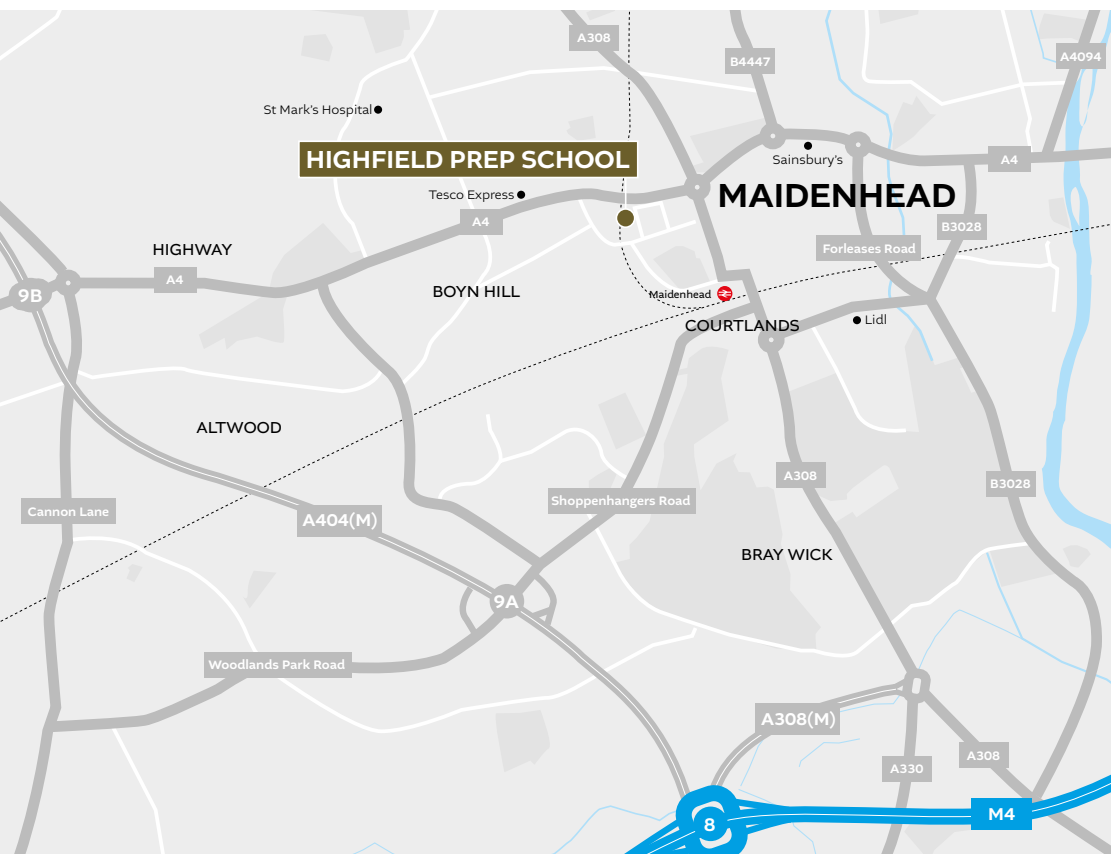 A308
B4447
A4094
St Mark's Hospital
HIGHFIELD PREP SCHOOL
Sainsbury's
A4
Tesco Express
MAIDENHEAD
A4
B3028
HIGHWAY
Forleases Road
A4
9B
BOYN HILL
Maidenhead
COURTLANDS
Lidl
ALTWOOD
A308
B3028
Cannon Lane
Shoppenhangers Road
A404(M)
BRAY WICK
9A
Woodlands Park Road
A308(M)
A308
A330
M4
8